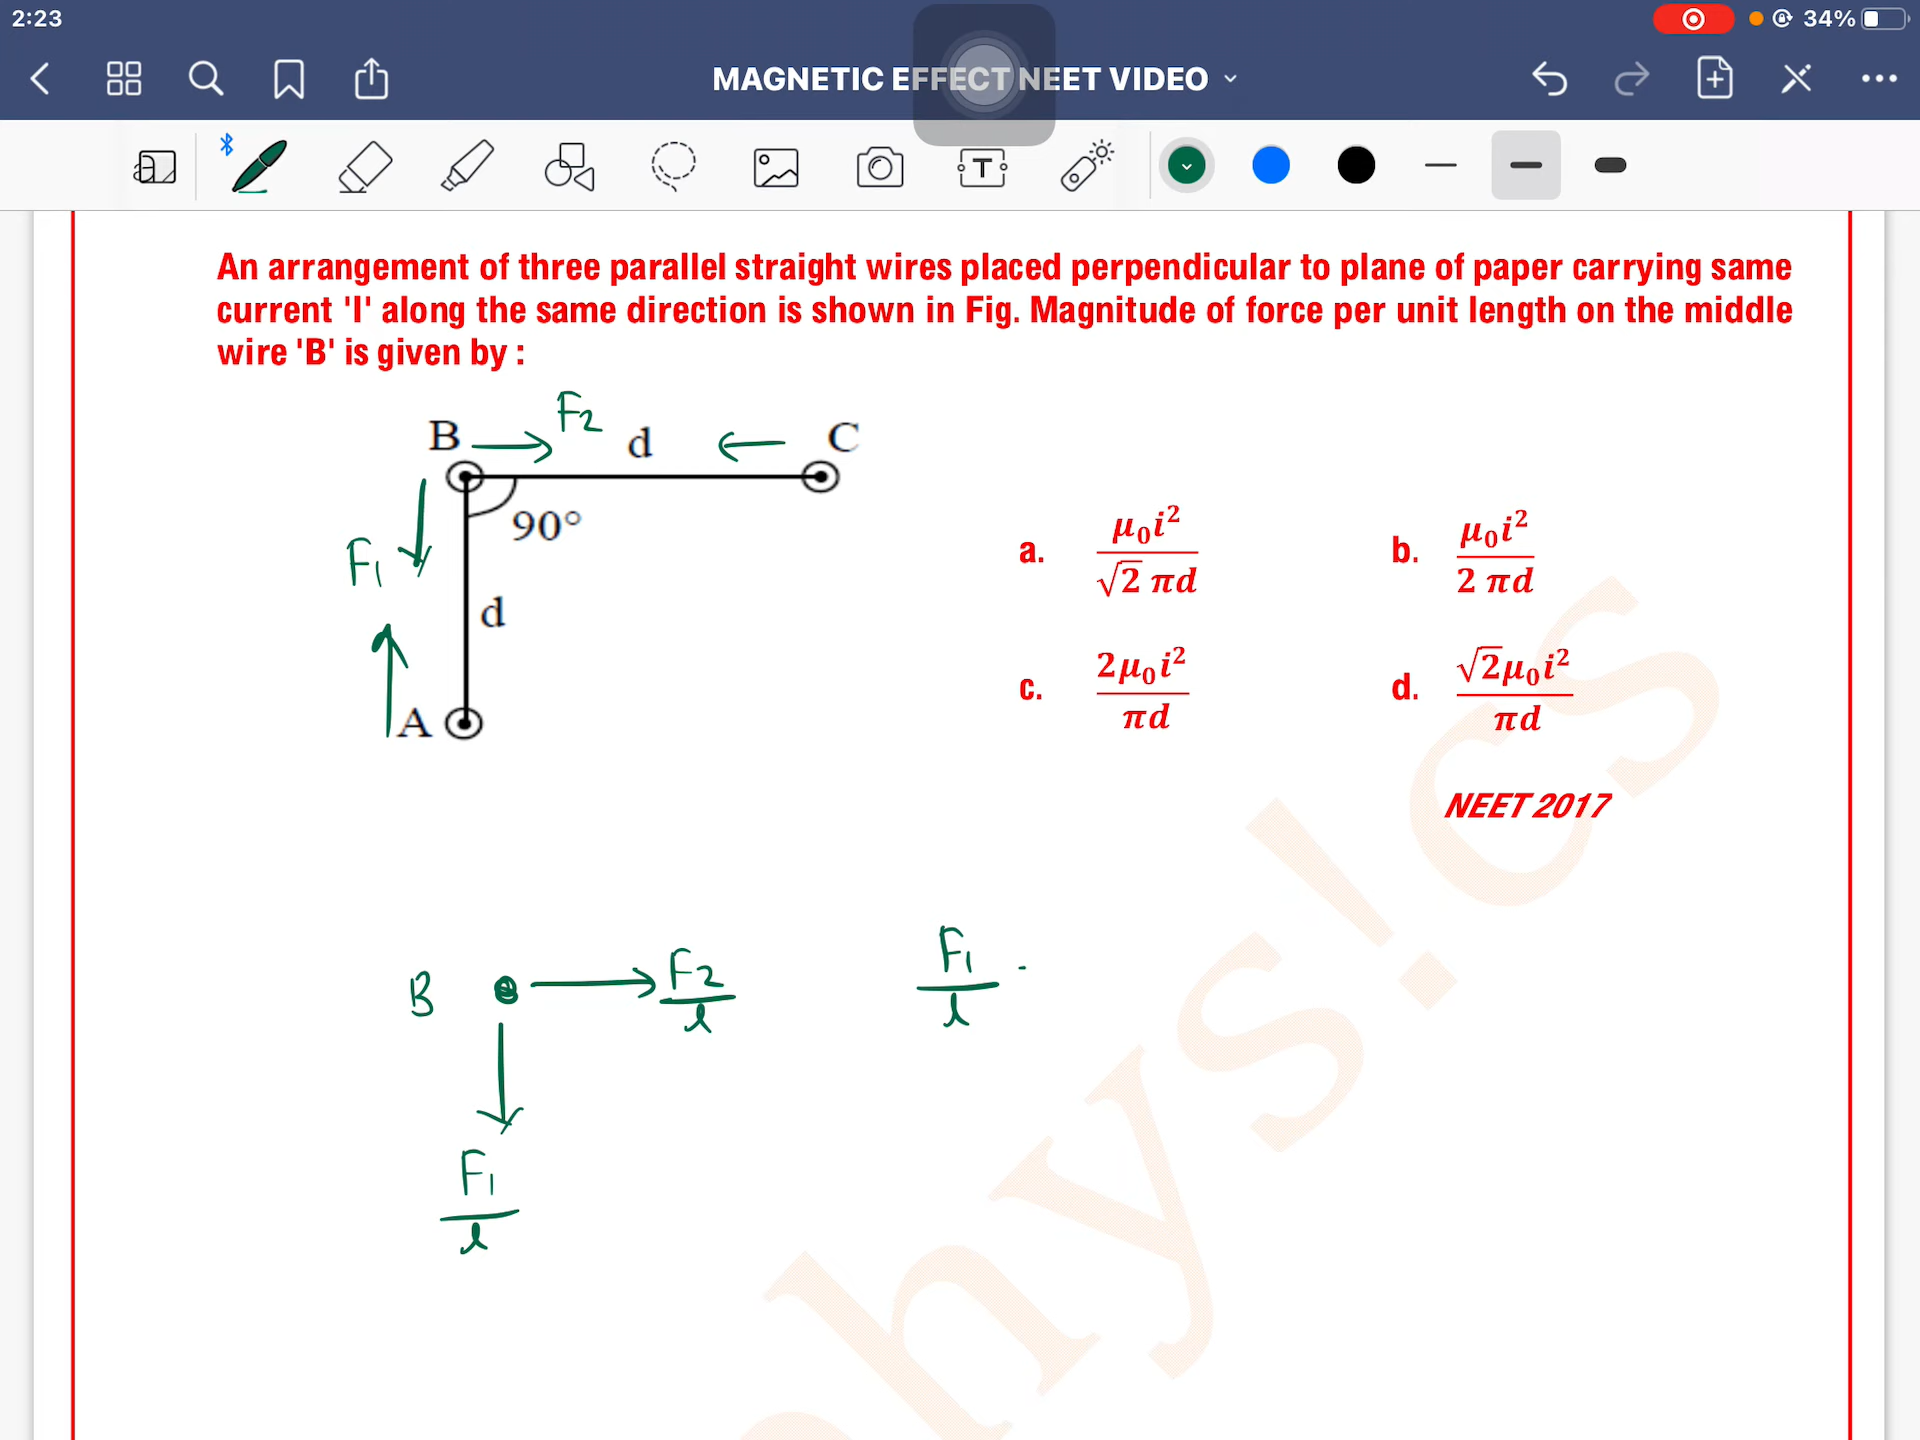 2:23
34%
MAGNETIC EFFECT NEET VIDEO
An arrangement of three parallel straight wires placed perpendicular to plane of paper carrying same
current 'I' along the same direction is shown in Fig. Magnitude of force per unit length on the middle
wire 'B' is given by :
B F₂ d C
90°
F₁
d
A
a. μ₀i²/√2 πd b. μ₀i²/2 πd
c. 2μ₀i²/πd d. √2μ₀i²/πd
NEET 2017
B F₂/l F₁/l
F₁/l
phys!cs